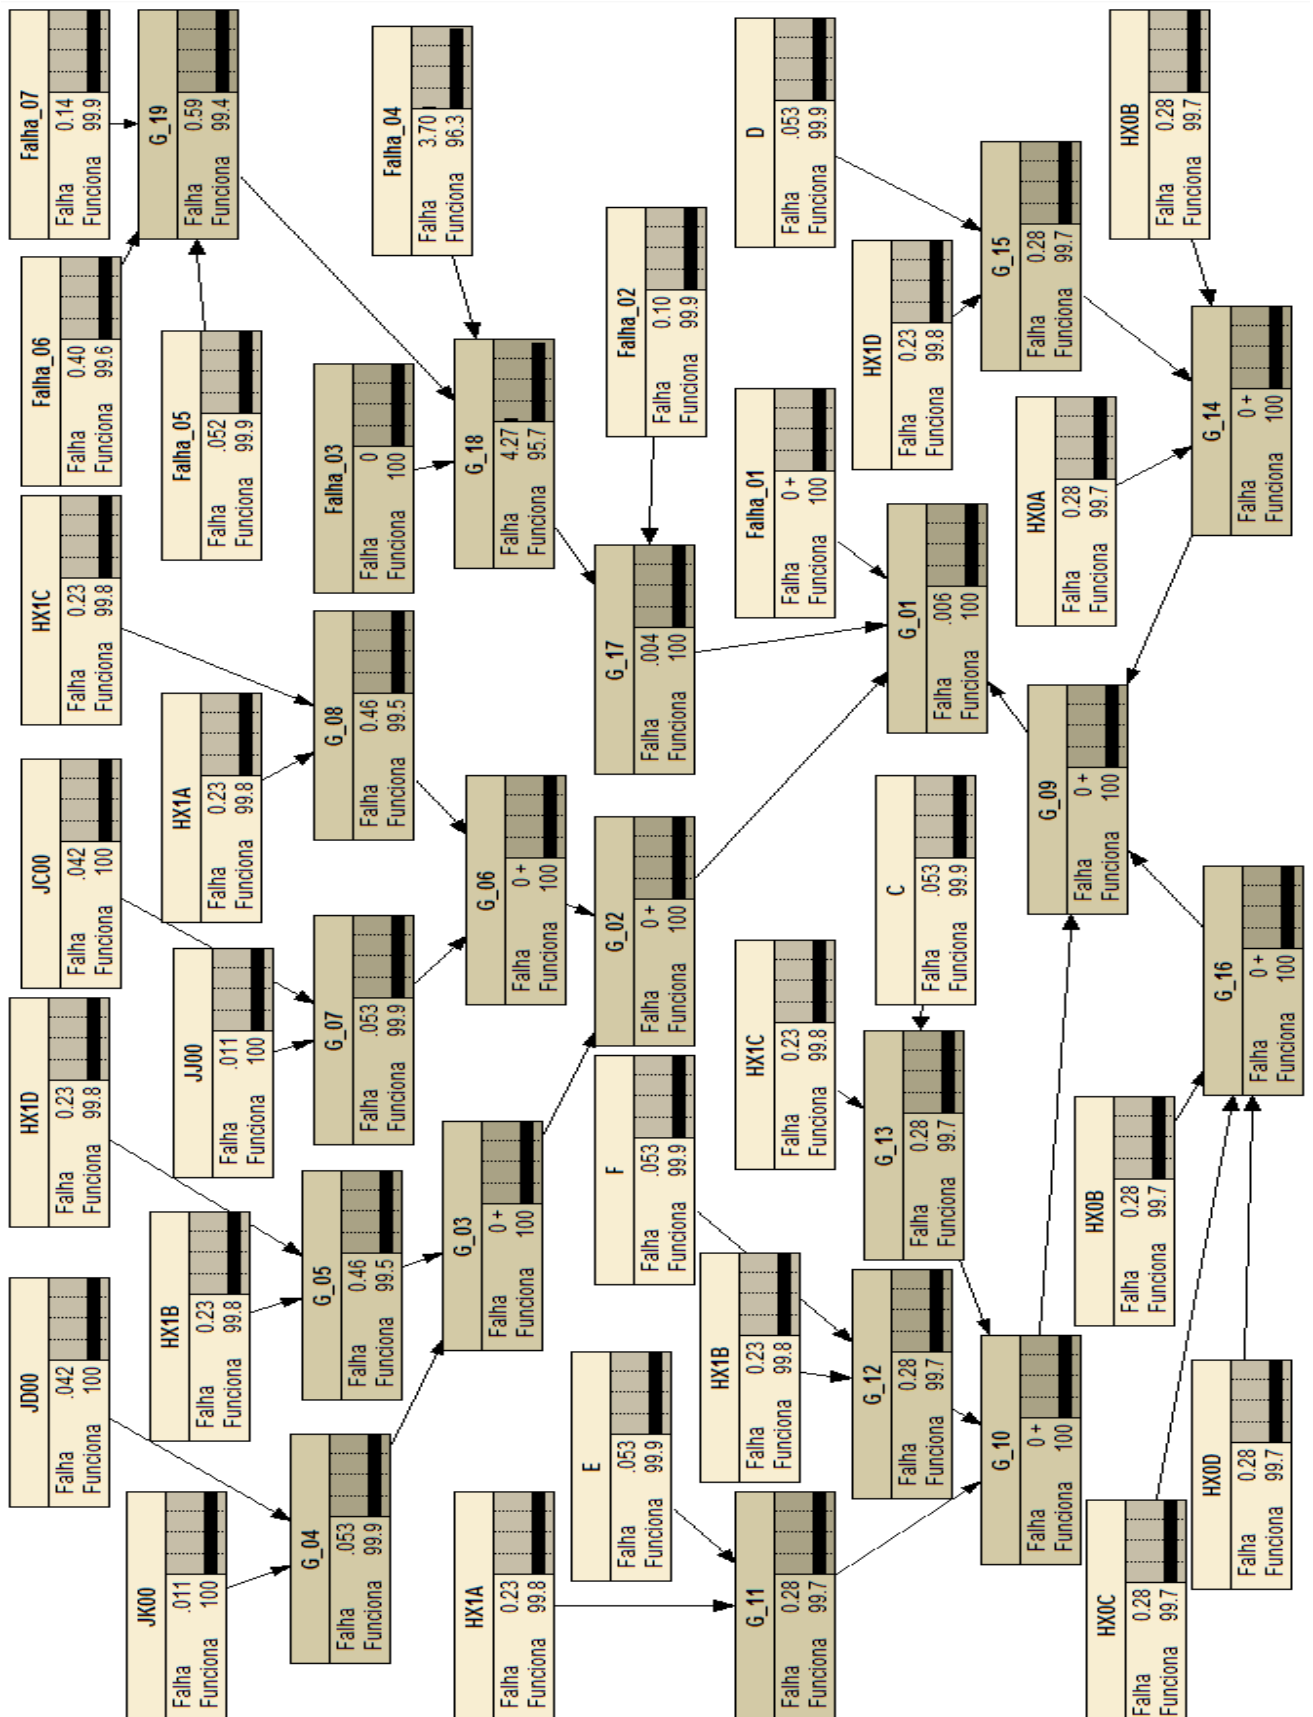 JD00
Falha .042
Funciona 100
HX1D
Falha 0.23
Funciona 99.8
JC00
Falha .042
Funciona 100
HX1C
Falha 0.23
Funciona 99.8
Falha_06
Falha 0.40
Funciona 99.6
Falha_07
Falha 0.14
Funciona 99.9
JK00
Falha .011
Funciona 100
HX1B
Falha 0.23
Funciona 99.8
JJ00
Falha .011
Funciona 100
HX1A
Falha 0.23
Funciona 99.8
Falha_05
Falha .052
Funciona 99.9
G_19
Falha 0.59
Funciona 99.4
G_04
Falha .053
Funciona 99.9
G_05
Falha 0.46
Funciona 99.5
G_07
Falha .053
Funciona 99.9
G_08
Falha 0.46
Funciona 99.5
Falha_03
Falha 0
Funciona 100
Falha_04
Falha 3.70
Funciona 96.3
HX1A
Falha 0.23
Funciona 99.8
G_03
Falha 0 +
Funciona 100
G_06
Falha 0 +
Funciona 100
G_18
Falha 4.27
Funciona 95.7
E
Falha .053
Funciona 99.9
F
Falha .053
Funciona 99.9
G_02
Falha 0 +
Funciona 100
G_17
Falha .004
Funciona 100
Falha_02
Falha 0.10
Funciona 99.9
G_11
Falha 0.28
Funciona 99.7
HX1B
Falha 0.23
Funciona 99.8
HX1C
Falha 0.23
Funciona 99.8
Falha_01
Falha 0 +
Funciona 100
D
Falha .053
Funciona 99.9
G_12
Falha 0.28
Funciona 99.7
G_13
Falha 0.28
Funciona 99.7
C
Falha .053
Funciona 99.9
G_01
Falha .006
Funciona 100
HX1D
Falha 0.23
Funciona 99.8
G_10
Falha 0 +
Funciona 100
G_09
Falha 0 +
Funciona 100
HX0A
Falha 0.28
Funciona 99.7
G_15
Falha 0.28
Funciona 99.7
HX0C
Falha 0.28
Funciona 99.7
HX0B
Falha 0.28
Funciona 99.7
G_14
Falha 0 +
Funciona 100
HX0B
Falha 0.28
Funciona 99.7
HX0D
Falha 0.28
Funciona 99.7
G_16
Falha 0 +
Funciona 100